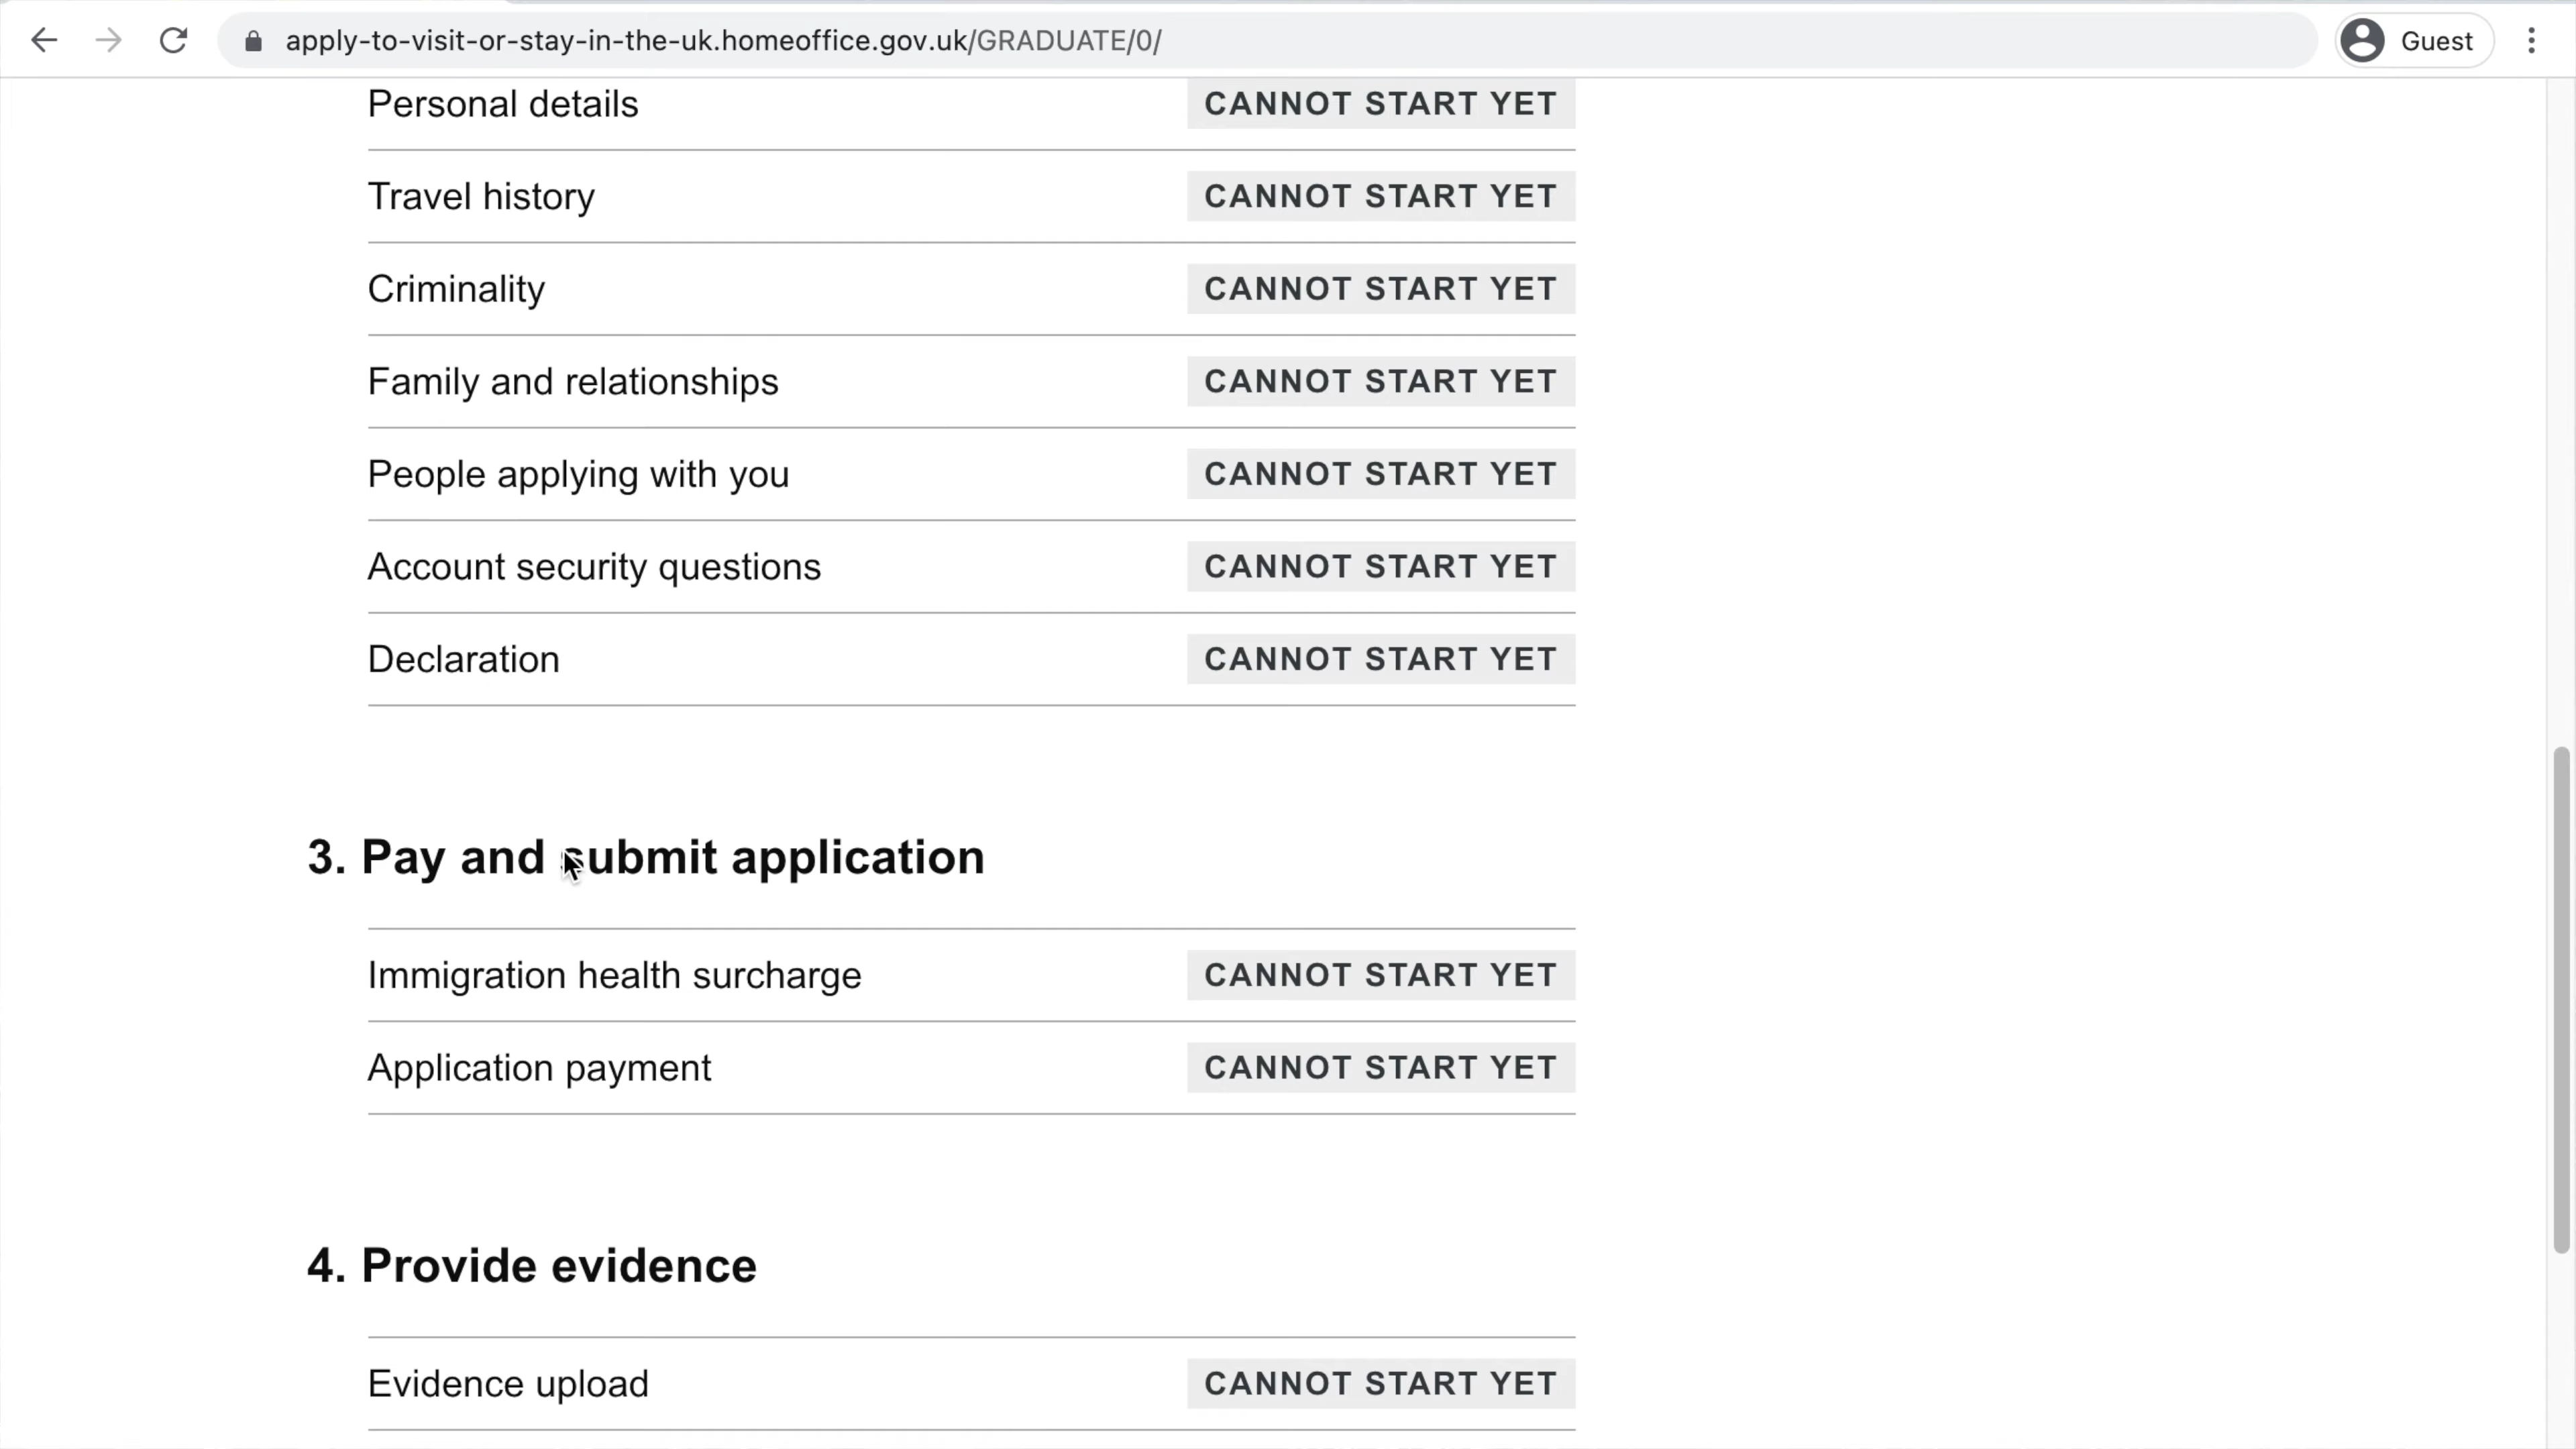 apply-to-visit-or-stay-in-the-uk.homeoffice.gov.uk/GRADUATE/0/ Guest
Personal details CANNOT START YET
Travel history CANNOT START YET
Criminality CANNOT START YET
Family and relationships CANNOT START YET
People applying with you CANNOT START YET
Account security questions CANNOT START YET
Declaration CANNOT START YET
3. Pay and submit application
Immigration health surcharge CANNOT START YET
Application payment CANNOT START YET
4. Provide evidence
Evidence upload CANNOT START YET